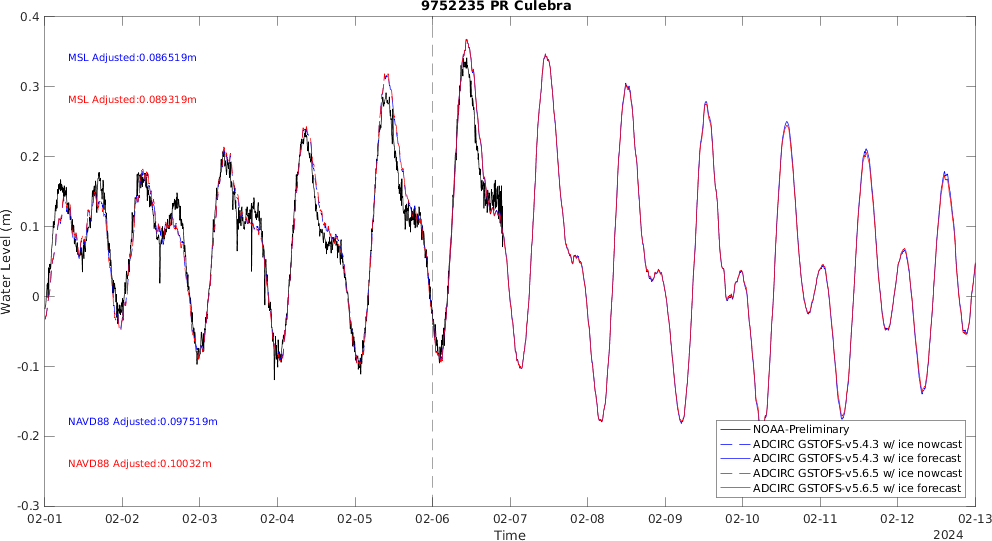 9752235 PR Culebra
0.4
0.3
0.2
0.1
0
-0.1
-0.2
-0.3
Water Level (m)
MSL Adjusted:0.086519m
MSL Adjusted:0.089319m
NAVD88 Adjusted:0.097519m
NAVD88 Adjusted:0.10032m
NOAA-Preliminary
ADCIRC GSTOFS-v5.4.3 w/ ice nowcast
ADCIRC GSTOFS-v5.4.3 w/ ice forecast
ADCIRC GSTOFS-v5.6.5 w/ ice nowcast
ADCIRC GSTOFS-v5.6.5 w/ ice forecast
02-01 02-02 02-03 02-04 02-05 02-06 02-07 02-08 02-09 02-10 02-11 02-12 02-13
Time
2024